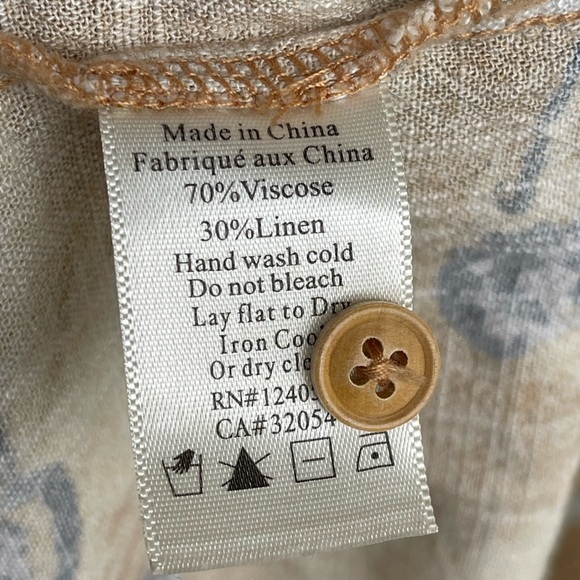 Made in China
Fabriqué aux China
70%Viscose
30%Linen
Hand wash cold
Do not bleach
Lay flat to Dry
Iron
Or dry